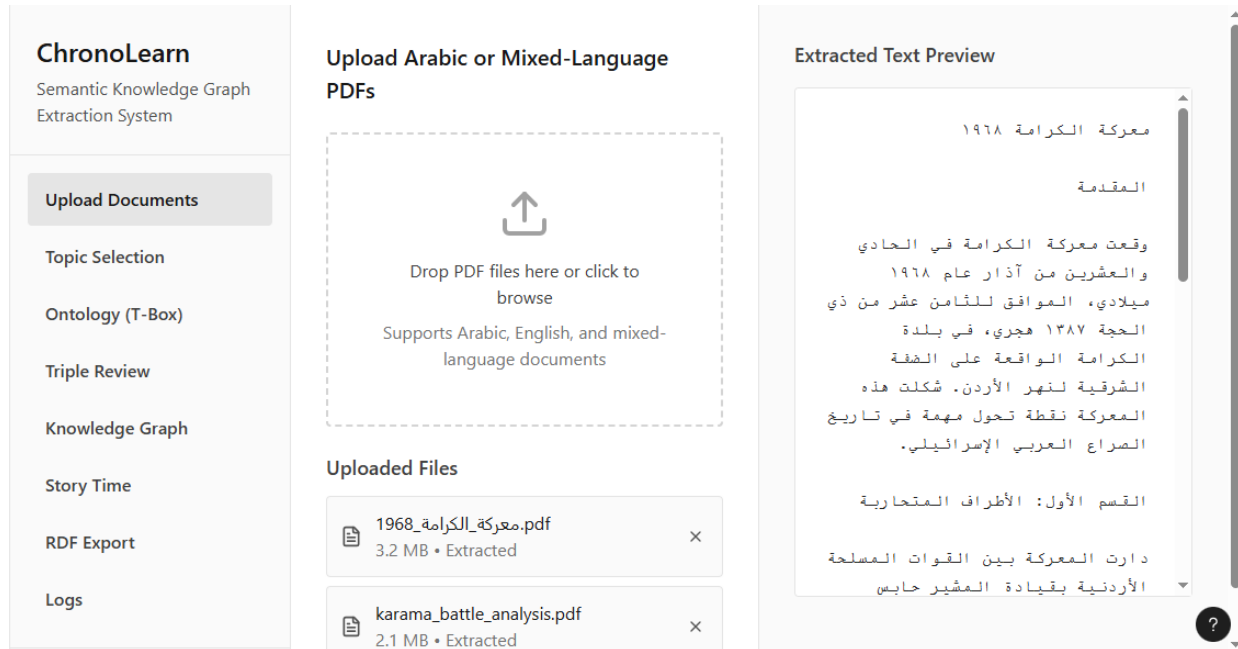 ChronoLearn
Semantic Knowledge Graph
Extraction System
Upload Documents
Topic Selection
Ontology (T-Box)
Triple Review
Knowledge Graph
Story Time
RDF Export
Logs
Upload Arabic or Mixed-Language
PDFs
Drop PDF files here or click to
browse
Supports Arabic, English, and mixed-
language documents
Uploaded Files
معركة_الكرامة_1968.pdf
3.2 MB • Extracted
karama_battle_analysis.pdf
2.1 MB • Extracted
Extracted Text Preview
معركة الكرامة ١٩٦٨
المقدمة
وقعت معركة الكرامة في الحادي
والعشرين من آذار عام ١٩٦٨
ميلادي، الموافق للثامن عشر من ذي
الحجة ١٣٨٧ هجري، في بلدة
الكرامة الواقعة على الضفة
الشرقية لنهر الأردن. شكلت هذه
المعركة نقطة تحول مهمة في تاريخ
الصراع العربي الإسرائيلي.
القسم الأول: الأطراف المتحاربة
دارت المعركة بين القوات المسلحة
الأردنية بقيادة المشير حابس
?